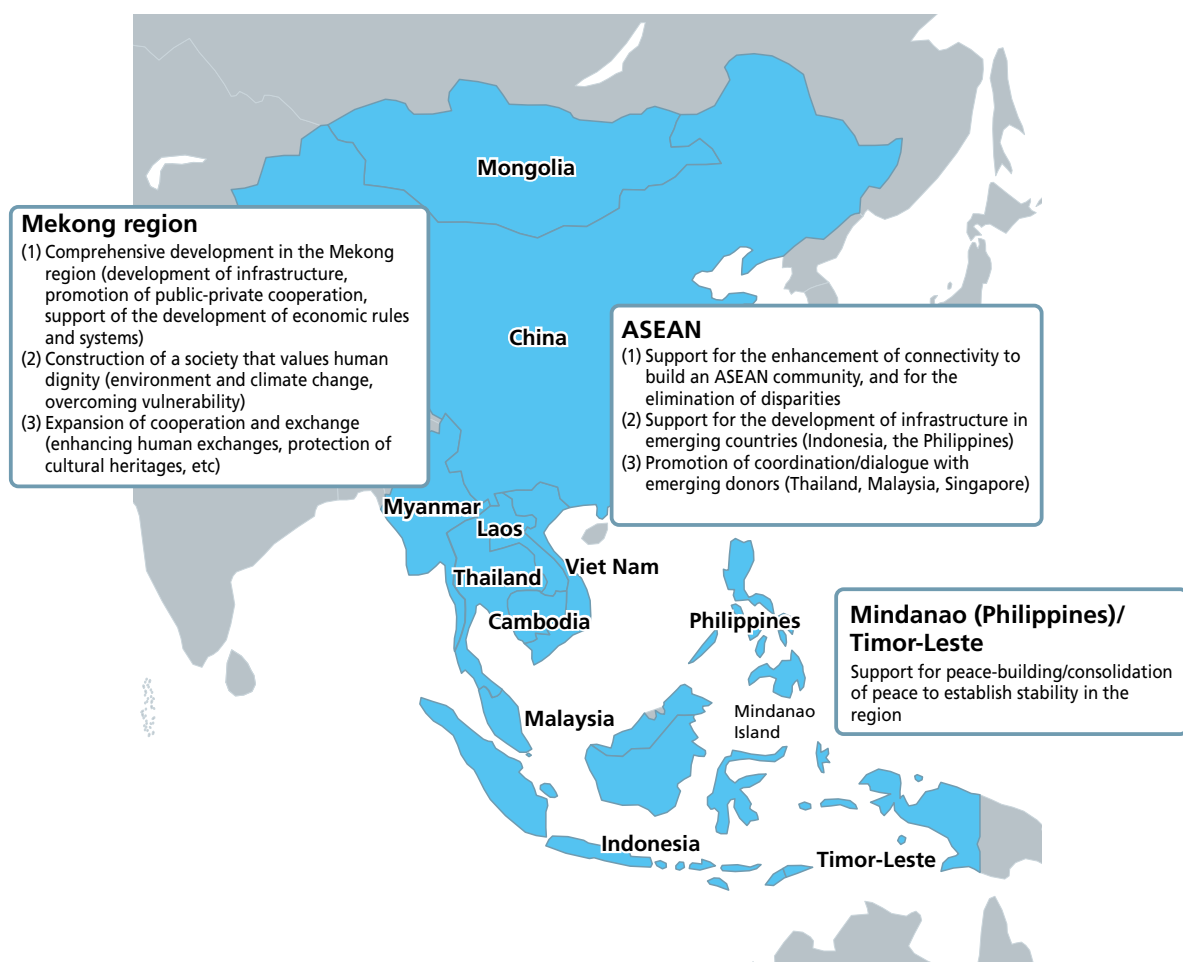 Mongolia
Mekong region
(1) Comprehensive development in the Mekong
region (development of infrastructure,
promotion of public-private cooperation,
support of the development of economic rules
and systems)
(2) Construction of a society that values human
dignity (environment and climate change,
overcoming vulnerability)
(3) Expansion of cooperation and exchange
(enhancing human exchanges, protection of
cultural heritages, etc)
China
ASEAN
(1) Support for the enhancement of connectivity to
build an ASEAN community, and for the
elimination of disparities
(2) Support for the development of infrastructure in
emerging countries (Indonesia, the Philippines)
(3) Promotion of coordination/dialogue with
emerging donors (Thailand, Malaysia, Singapore)
Myanmar
Laos
Viet Nam
Thailand
Cambodia
Philippines
Mindanao (Philippines)/
Timor-Leste
Support for peace-building/consolidation
of peace to establish stability in the
region
Malaysia
Mindanao
Island
Indonesia
Timor-Leste